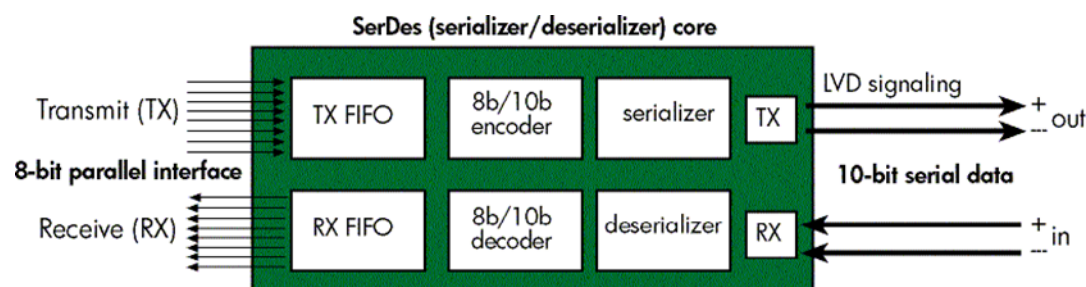 SerDes (serializer/deserializer) core
Transmit (TX)
TX FIFO
8b/10b
encoder
serializer
TX
LVD signaling
+
--- out
8-bit parallel interface
10-bit serial data
Receive (RX)
RX FIFO
8b/10b
decoder
deserializer
RX
+
--- in